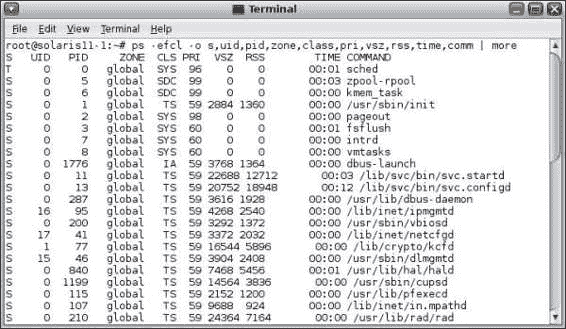 Terminal
File Edit View Terminal Help
root@solaris11-1:~# ps -efcl -o s,uid,pid,zone,class,pri,vsz,rss,time,comm | more
S UID PID ZONE CLS PRI VSZ RSS TIME COMMAND
T 0 0 global SYS 96 0 0 00:01 sched
S 0 5 global SDC 99 0 0 00:03 zpool-rpool
S 0 6 global SDC 99 0 0 00:00 kmem_task
S 0 1 global TS 59 2884 1360 00:00 /usr/sbin/init
S 0 2 global SYS 98 0 0 00:00 pageout
S 0 3 global SYS 60 0 0 00:01 fsflush
S 0 7 global SYS 60 0 0 00:00 intrd
S 0 8 global SYS 60 0 0 00:00 vmtasks
S 0 1776 global IA 59 3768 1364 00:00 dbus-launch
S 0 11 global TS 59 22688 12712 00:03 /lib/svc/bin/svc.startd
S 0 13 global TS 59 20752 18948 00:12 /lib/svc/bin/svc.configd
S 0 287 global TS 59 3616 1928 00:00 /usr/lib/dbus-daemon
S 16 95 global TS 59 4268 2540 00:00 /lib/inet/ipmgmtd
S 0 200 global TS 59 3292 1372 00:00 /usr/sbin/vbiosd
S 17 41 global TS 59 3372 2032 00:00 /lib/inet/netcfgd
S 1 77 global TS 59 16544 5896 00:00 /lib/crypto/kcfd
S 15 46 global TS 59 3904 2408 00:00 /usr/sbin/dlmgmtd
S 0 840 global TS 59 7468 5456 00:01 /usr/lib/hal/hald
S 0 1199 global TS 59 14564 3836 00:00 /usr/sbin/cupsd
S 0 115 global TS 59 2152 1200 00:00 /usr/lib/pfexecd
S 0 107 global TS 59 9688 924 00:00 /usr/lib/inet/in.mpathd
S 0 210 global TS 59 24364 7164 00:00 /usr/lib/rad/rad